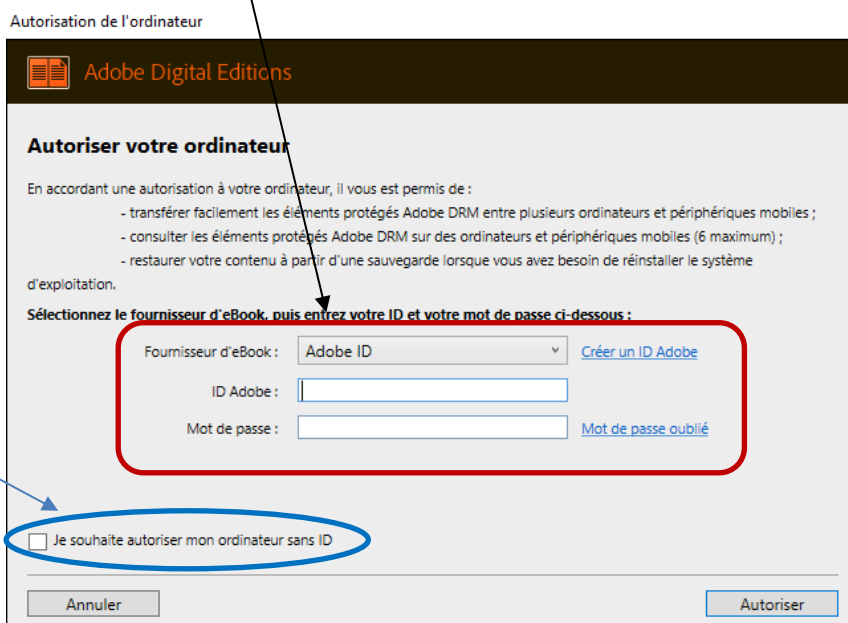 Autorisation de l'ordinateur
Adobe Digital Editions
Autoriser votre ordinateur
En accordant une autorisation à votre ordinateur, il vous est permis de :
- transférer facilement les éléments protégés Adobe DRM entre plusieurs ordinateurs et périphériques mobiles ;
- consulter les éléments protégés Adobe DRM sur des ordinateurs et périphériques mobiles (6 maximum) ;
- restaurer votre contenu à partir d'une sauvegarde lorsque vous avez besoin de réinstaller le système
d'exploitation.
Sélectionnez le fournisseur d'eBook, puis entrez votre ID et votre mot de passe ci-dessous :
Fournisseur d'eBook : Adobe ID Créer un ID Adobe
ID Adobe :
Mot de passe : Mot de passe oublié
Je souhaite autoriser mon ordinateur sans ID
Annuler Autoriser